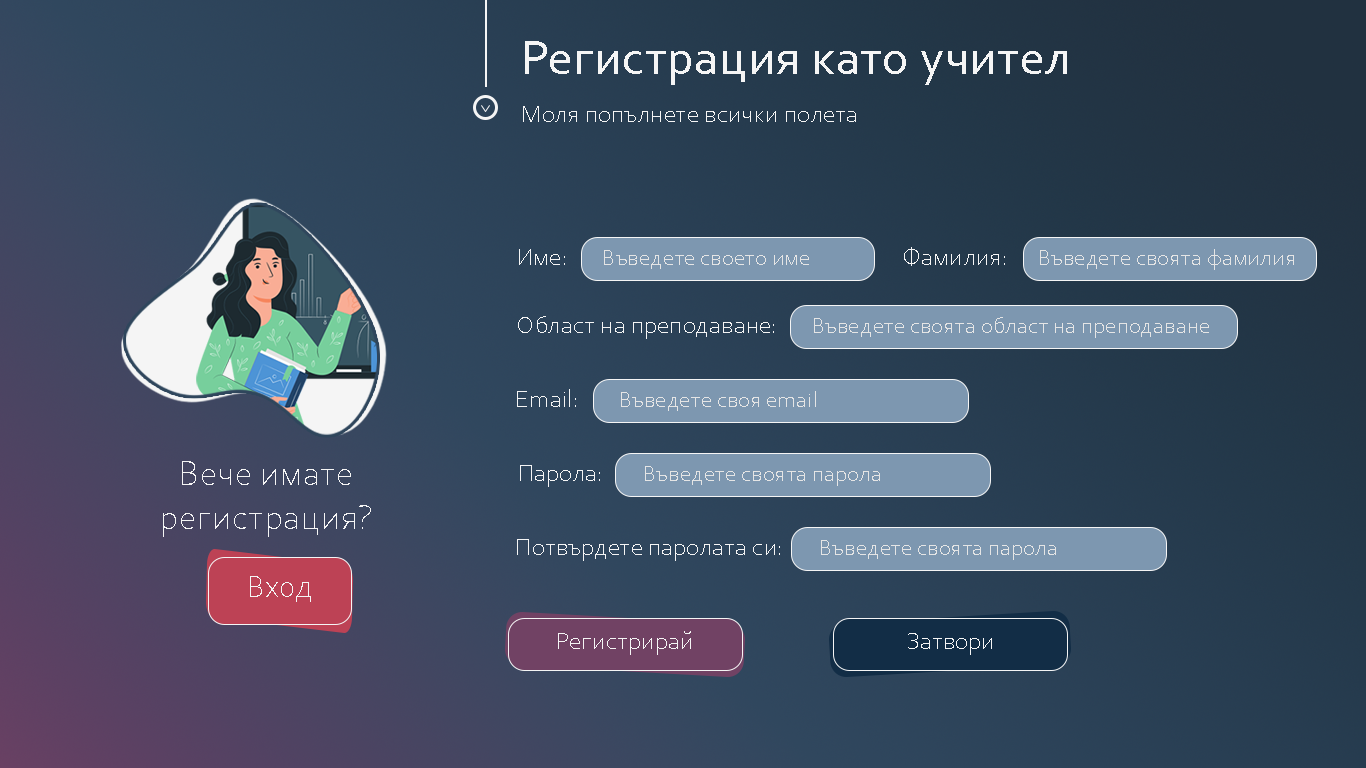 Регистрация като учител
Моля попълнете всички полета
Име: Въведете своето име Фамилия: Въведете своята фамилия
Област на преподаване: Въведете своята област на преподаване
Email: Въведете своя email
Парола: Въведете своята парола
Потвърдете паролата си: Въведете своята парола
Регистрирай Затвори
Вече имате
регистрация?
Вход